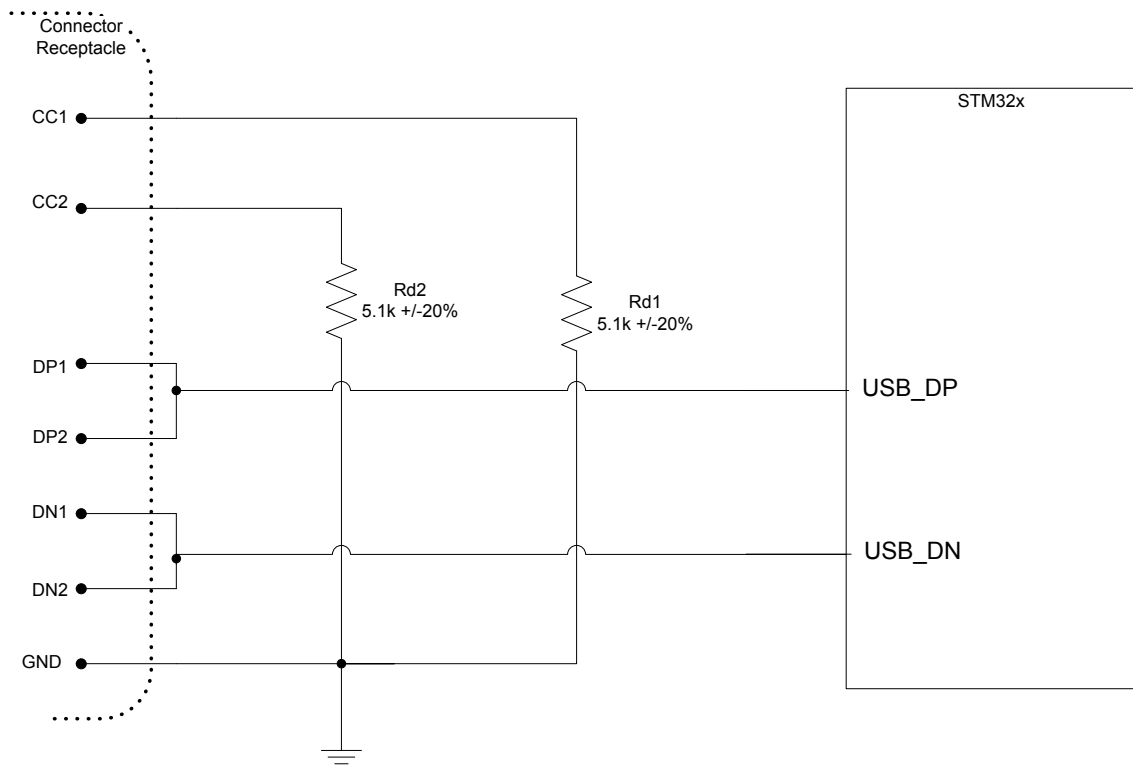 Connector
Receptacle
STM32x
CC1
CC2
Rd2
5.1k +/-20%
Rd1
5.1k +/-20%
DP1
USB_DP
DP2
DN1
USB_DN
DN2
GND